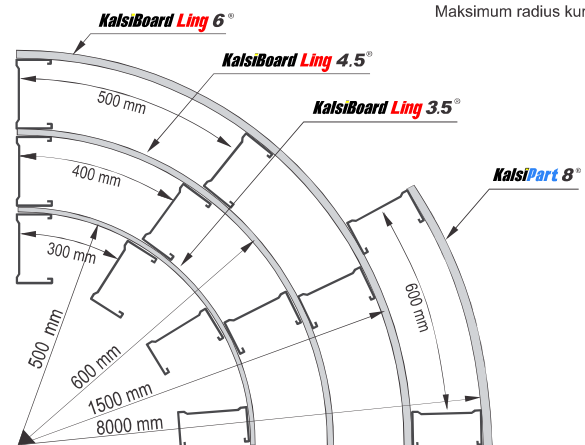 Maksimum radius kur
KalsiBoard Ling 6®
KalsiBoard Ling 4.5®
KalsiBoard Ling 3.5®
KalsiPart 8®
500 mm
400 mm
300 mm
600 mm
500 mm
600 mm
1500 mm
8000 mm